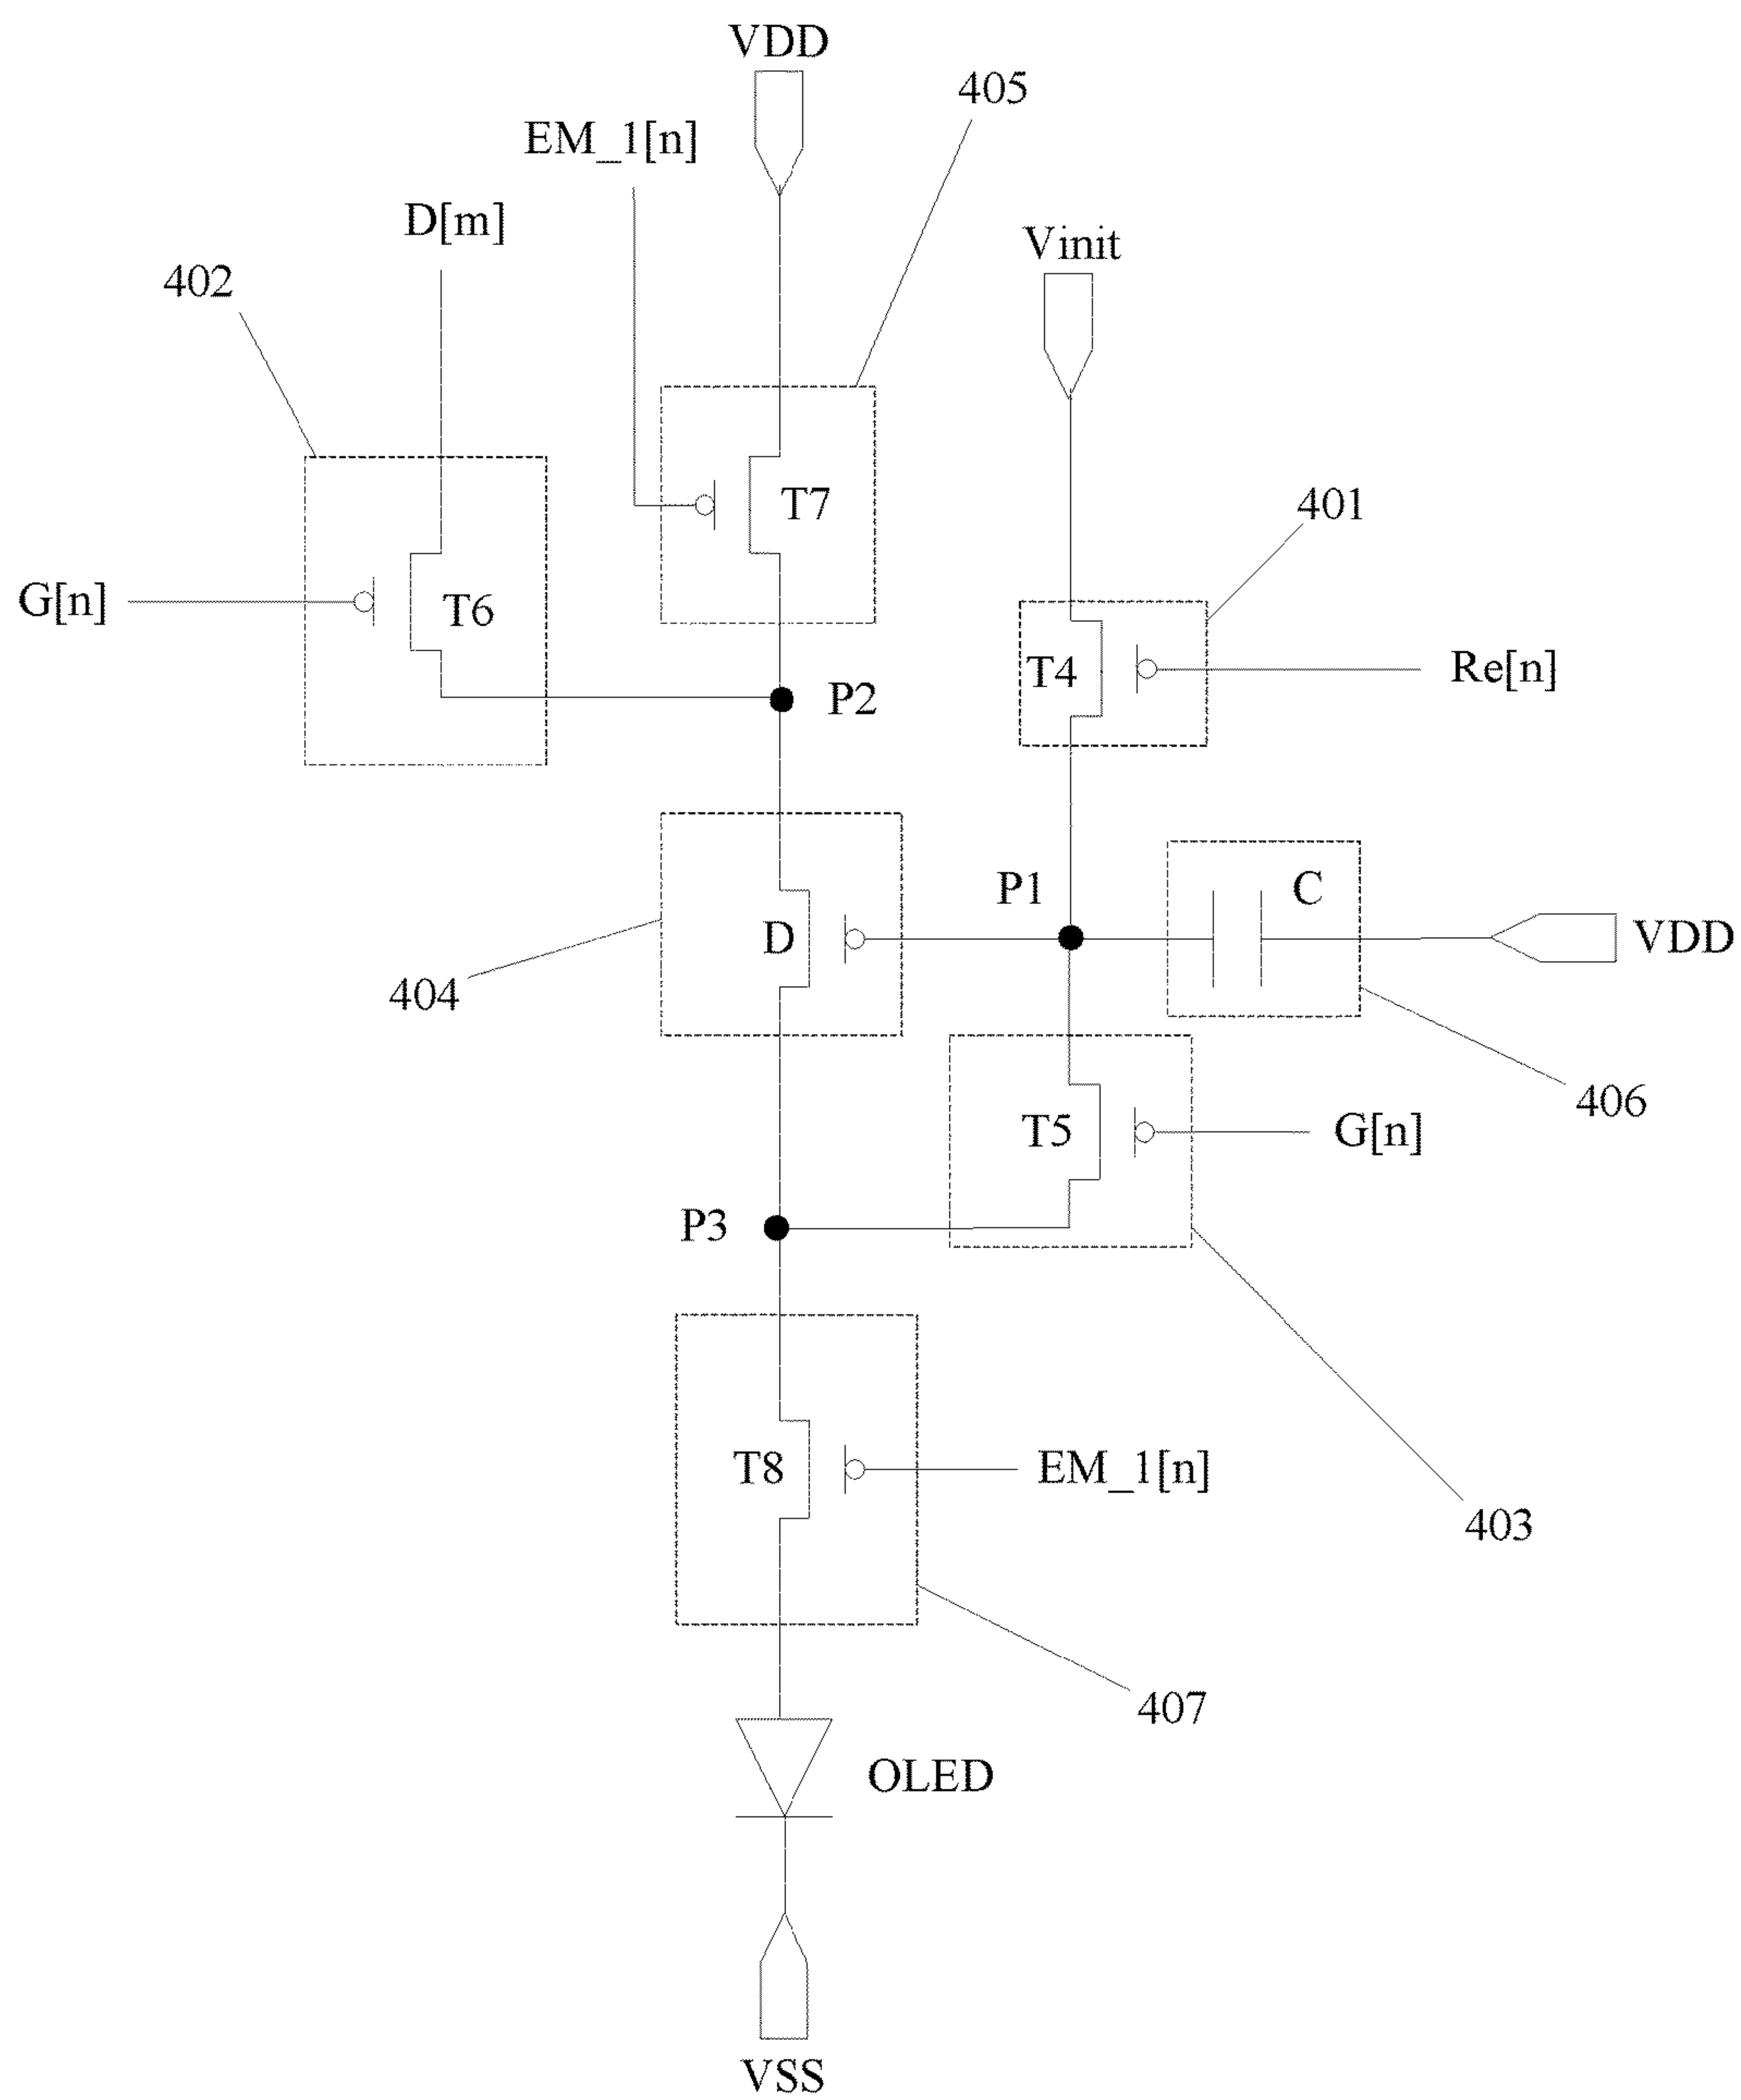 VDD
405
EM_1[n]
D[m]
Vinit
402
T7
401
G[n]
T6
T4
Re[n]
P2
P1
C
D
VDD
404
406
T5
G[n]
P3
T8
EM_1[n]
403
407
OLED
VSS